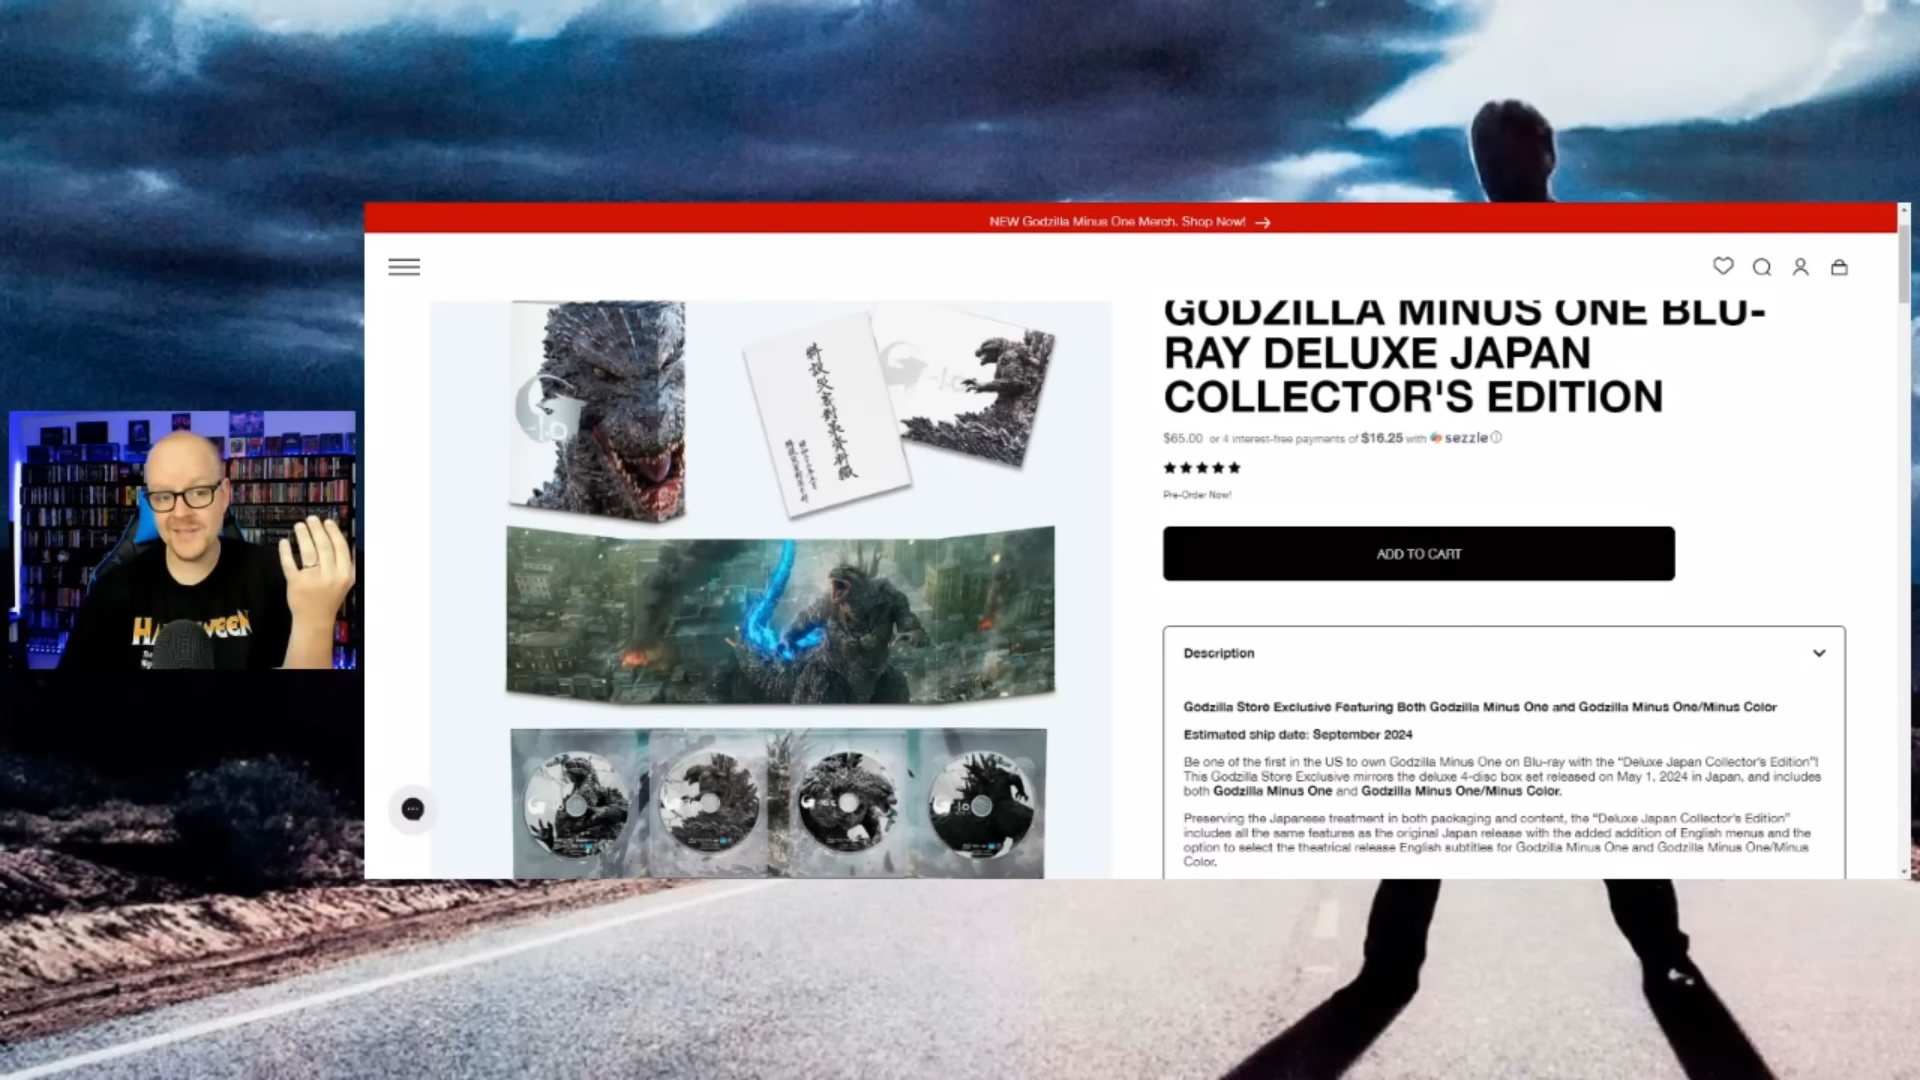 NEW Godzilla Minus One Merch. Shop Now! →
GODZILLA MINUS ONE BLU-
RAY DELUXE JAPAN
COLLECTOR'S EDITION
$65.00 or 4 interest-free payments of $16.25 with sezzle
★★★★★
Pre-Order Now!
ADD TO CART
Description
Godzilla Store Exclusive Featuring Both Godzilla Minus One and Godzilla Minus One/Minus Color
Estimated ship date: September 2024
Be one of the first in the US to own Godzilla Minus One on Blu-ray with the “Deluxe Japan Collector's Edition”!
This Godzilla Store Exclusive mirrors the deluxe 4-disc box set released on May 1, 2024 in Japan, and includes
both Godzilla Minus One and Godzilla Minus One/Minus Color.
Preserving the Japanese treatment in both packaging and content, the “Deluxe Japan Collector's Edition”
includes all the same features as the original Japan release with the added addition of English menus and the
option to select the theatrical release English subtitles for Godzilla Minus One and Godzilla Minus One/Minus
Color.
-1.0
-1.0